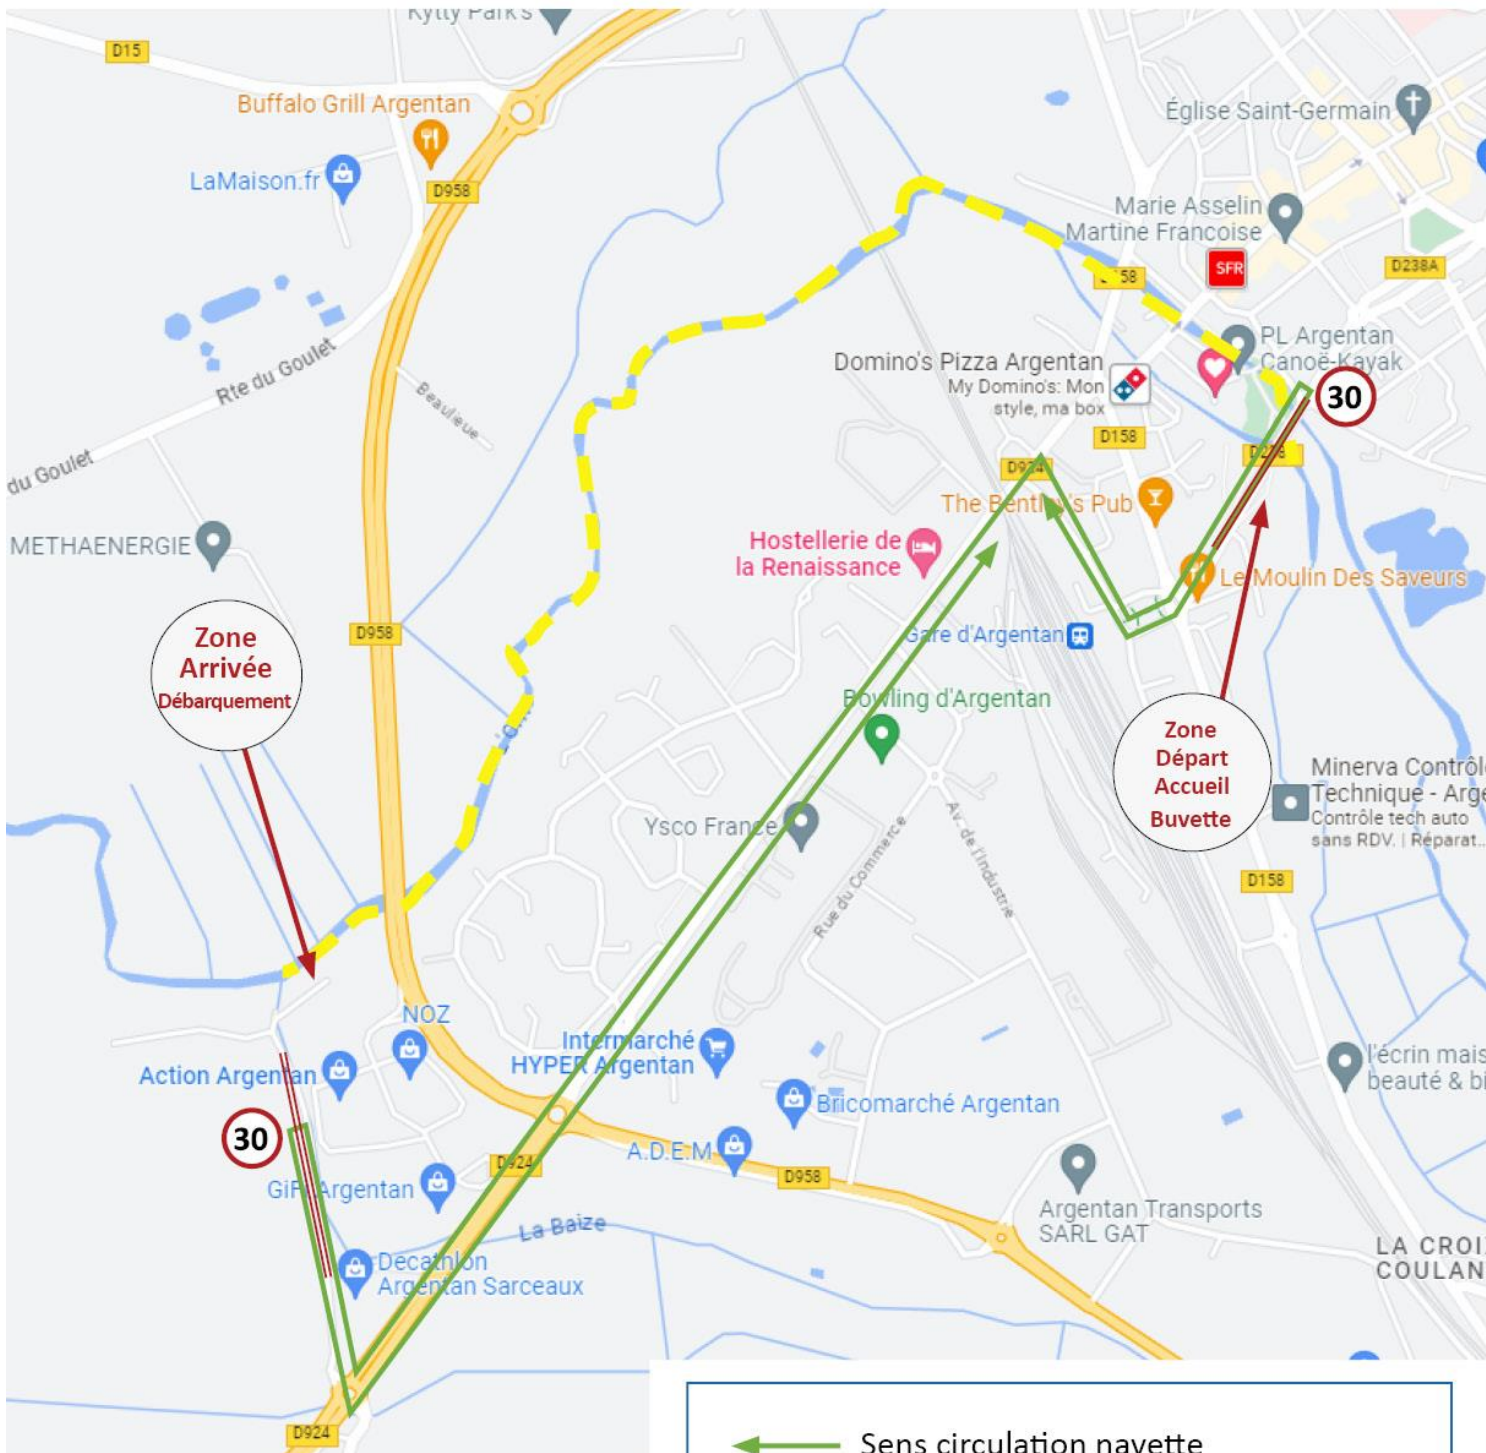 Kytty Park's
D15
Buffalo Grill Argentan
LaMaison.fr
D958
Église Saint-Germain
Marie Asselin
Martine Francoise
SFR
D238A
58
PL Argentan
Canoë-Kayak
Domino's Pizza Argentan
My Domino's: Mon
style, ma box
30
Rte du Goulet
Beaulieue
D158
D924
du Goulet
The Bentley's Pub
METHAENERGIE
Hostellerie de
la Renaissance
Le Moulin Des Saveurs
Zone
Arrivée
Débarquement
D958
Gare d'Argentan
Bowling d'Argentan
Zone
Départ
Accueil
Buvette
Minerva Contrôle
Technique - Arge
Contrôle tech auto
sans RDV. | Réparat...
Ysco France
Rue du Commerce
Av. de l'Industrie
D158
NOZ
Intermarché
HYPER Argentan
Action Argentan
l'écrin mais
beauté & bi
Bricomarché Argentan
30
A.D.E.M
D924
D958
GiFi Argentan
Argentan Transports
SARL GAT
La Baize
Decathlon
Argentan Sarceaux
LA CROI
COULAN
D924
Sens circulation navette